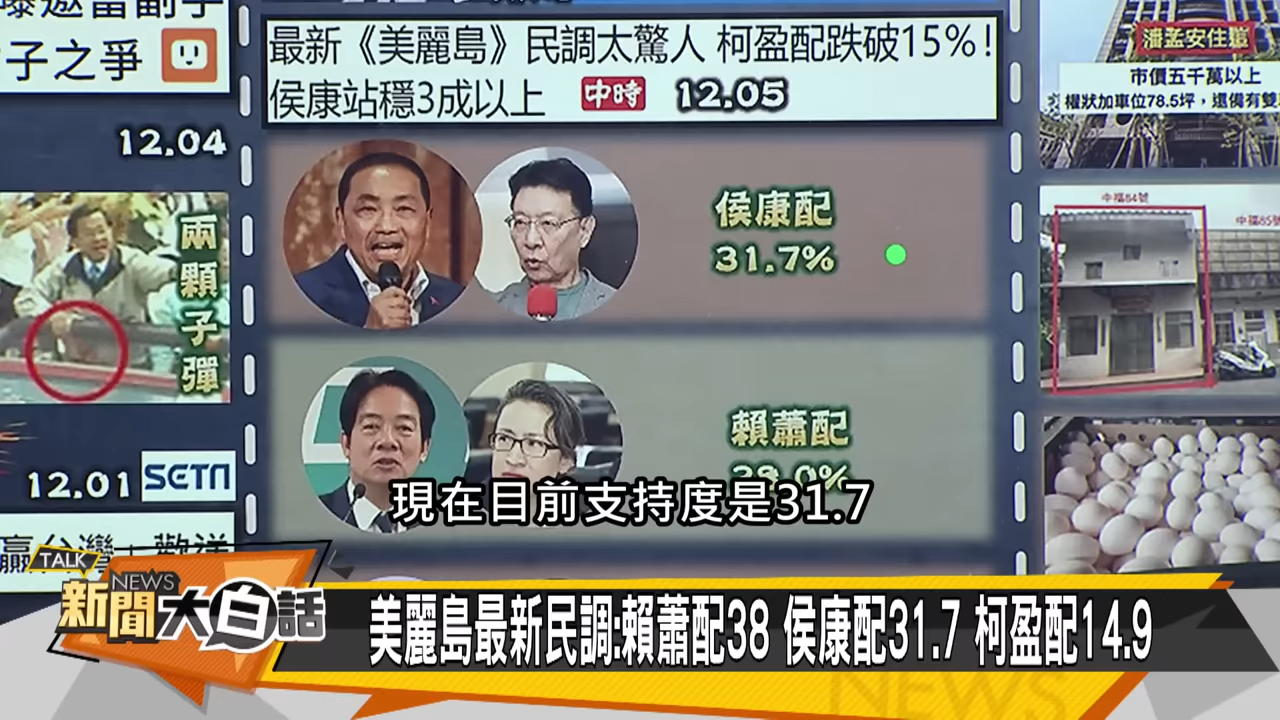 子之爭
12.04
兩顆子彈
12.01
SETN
最新《美麗島》民調太驚人 柯盈配跌破15%!
侯康站穩3成以上 中時 12.05
侯康配
31.7%
賴蕭配
38.0%
潘孟安住豪
市價五千萬以上
權狀加車位78.5坪,還備有雙
中福84號
中福85號
現在目前支持度是31.7
TALK
NEWS
新聞大白話
美麗島最新民調:賴蕭配38 侯康配31.7 柯盈配14.9
NEWS